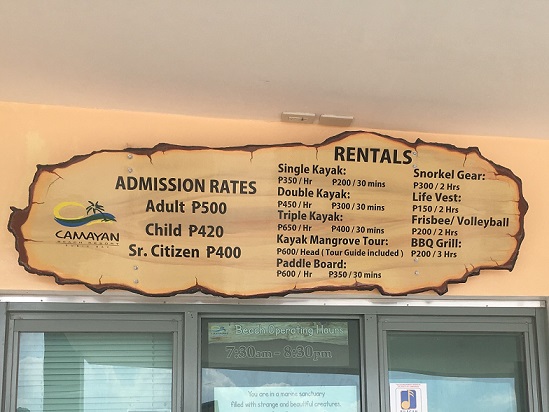 CAMAYAN
BEACH RESORT
ADMISSION RATES
Adult P500
Child P420
Sr. Citizen P400
RENTALS
Single Kayak:
P350 / Hr P200 / 30 mins
Double Kayak:
P450 / Hr P300 / 30 mins
Triple Kayak:
P650 / Hr P400 / 30 mins
Kayak Mangrove Tour:
P600 / Head ( Tour Guide included )
Paddle Board:
P600 / Hr P350 / 30 mins
Snorkel Gear:
P300 / 2 Hrs
Life Vest:
P150 / 2 Hrs
Frisbee/ Volleyball
P200 / 2 Hrs
BBQ Grill:
P200 / 3 Hrs
Beach Operating Hours
7:30am - 8:30pm
You are in a marine sanctuary
filled with strange and beautiful creatures.